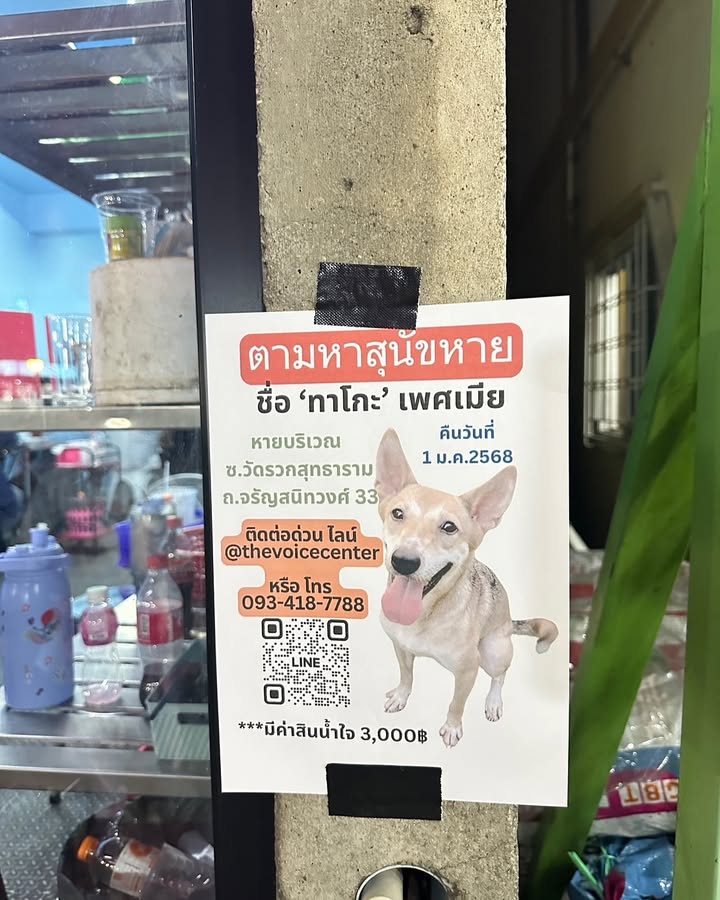 ตามหาสุนัขหาย
ชื่อ ‘ทาโกะ’ เพศเมีย
หายบริเวณ
ซ.วัดรวกสุทธาราม
ถ.จรัญสนิทวงศ์ 33
คืนวันที่
1 ม.ค.2568
ติดต่อด่วน ไลน์
@thevoicecenter
หรือ โทร
093-418-7788
LINE
***มีค่าสินน้ำใจ 3,000฿